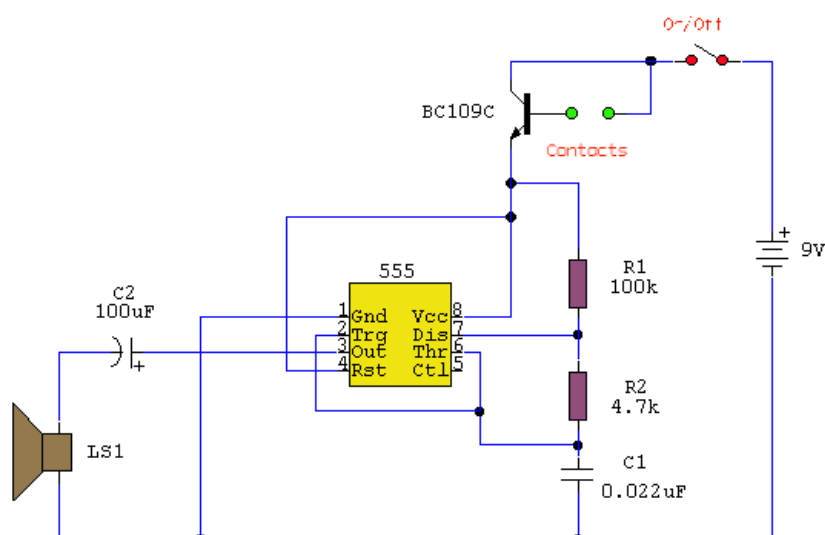 On/Off
BC109C
Contacts
9V
555
R1
100k
C2
100uF
1 Gnd Vcc 8
2 Trg Dis 7
3 Out Thr 6
4 Rst Ctl 5
R2
4.7k
LS1
C1
0.022uF